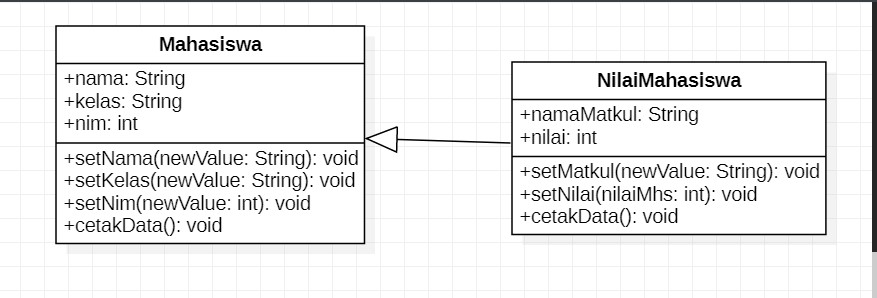 Mahasiswa
+nama: String
+kelas: String
+nim: int
+setNama(newValue: String): void
+setKelas(newValue: String): void
+setNim(newValue: int): void
+cetakData(): void
NilaiMahasiswa
+namaMatkul: String
+nilai: int
+setMatkul(newValue: String): void
+setNilai(nilaiMhs: int): void
+cetakData(): void